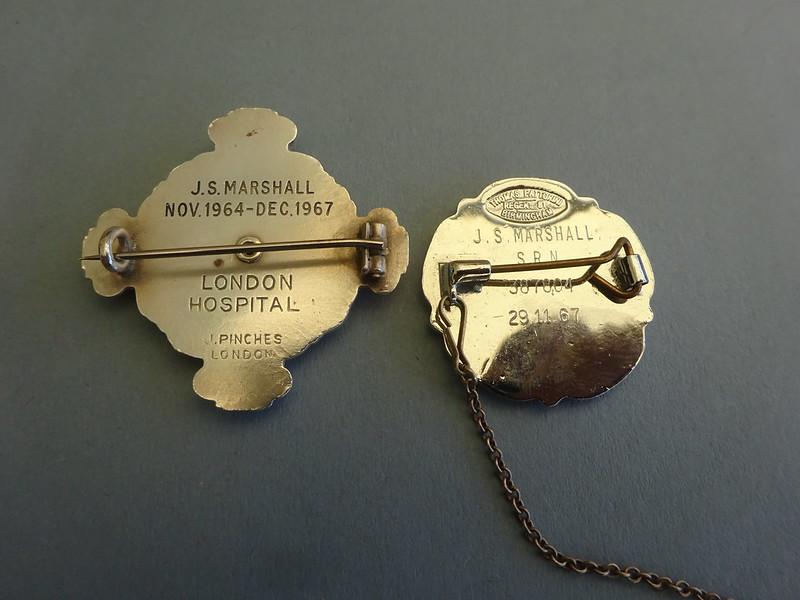 J.S. MARSHALL
NOV. 1964-DEC. 1967
LONDON
HOSPITAL
J. PINCHES
LONDON
THOMAS FATTORINI
REGENT ST.
BIRMINGHAM
J. S. MARSHALL.
S R N
29.11.67